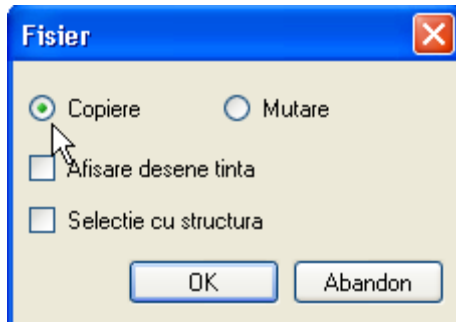 Fisier
Copiere Mutare
Afisare desene tinta
Selectie cu structura
OK Abandon